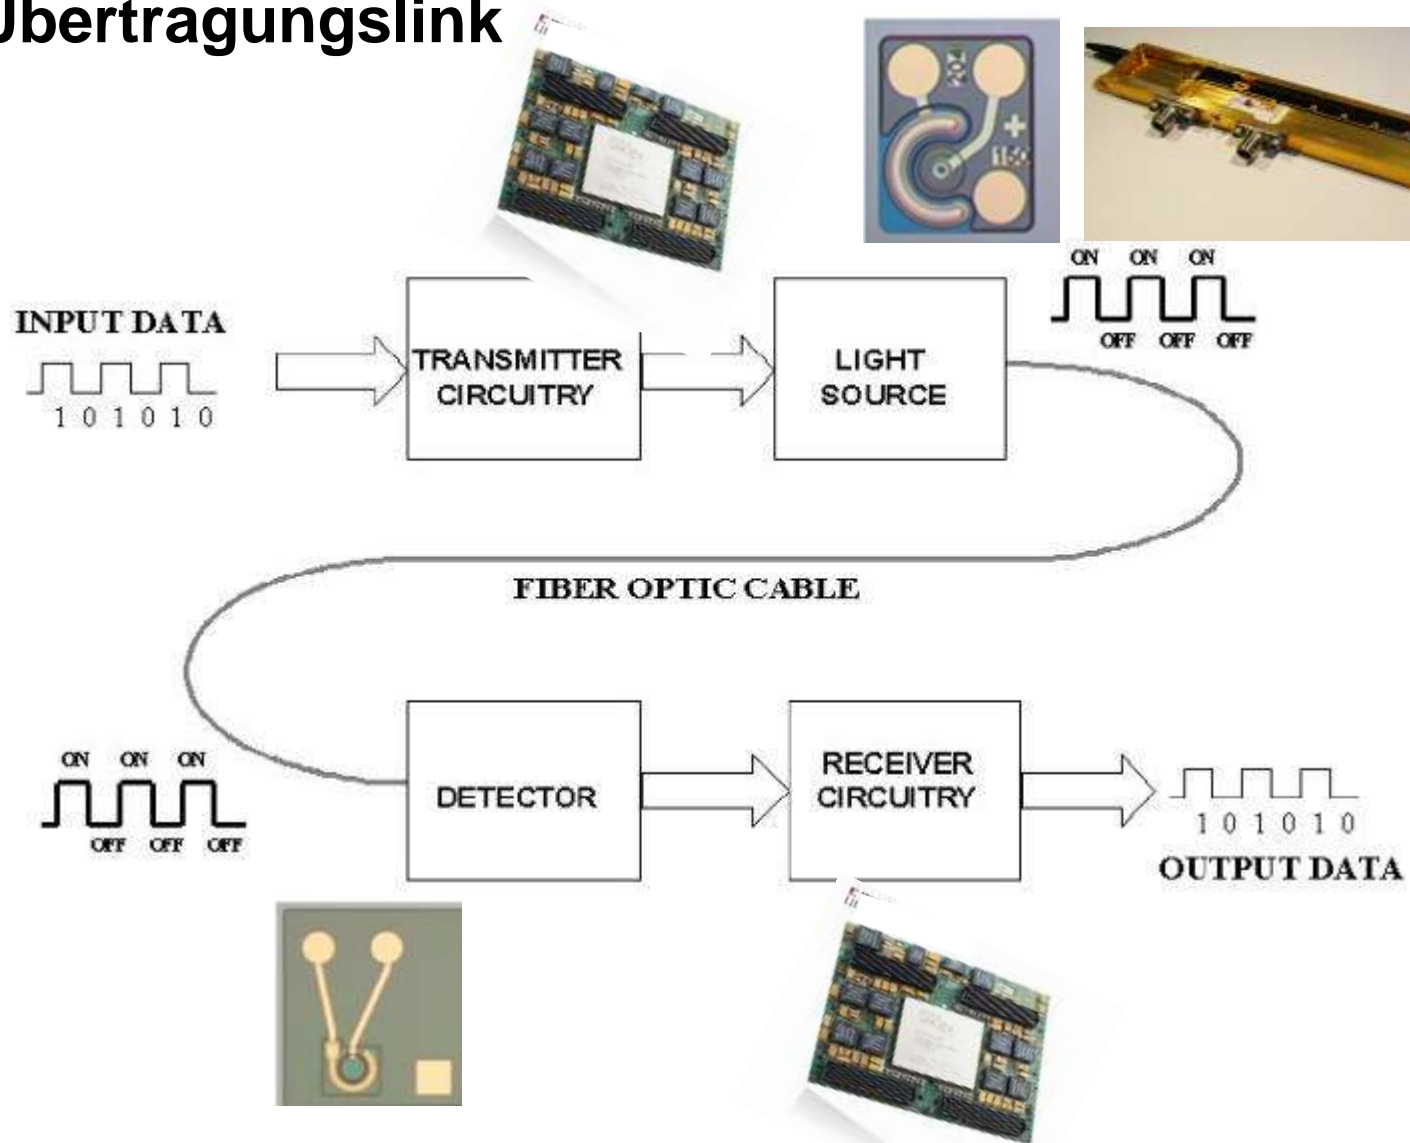 Übertragungslink
204
160
ON ON ON
OFF OFF OFF
INPUT DATA
1 0 1 0 1 0
TRANSMITTER
CIRCUITRY
LIGHT
SOURCE
FIBER OPTIC CABLE
ON ON ON
OFF OFF OFF
DETECTOR
RECEIVER
CIRCUITRY
1 0 1 0 1 0
OUTPUT DATA